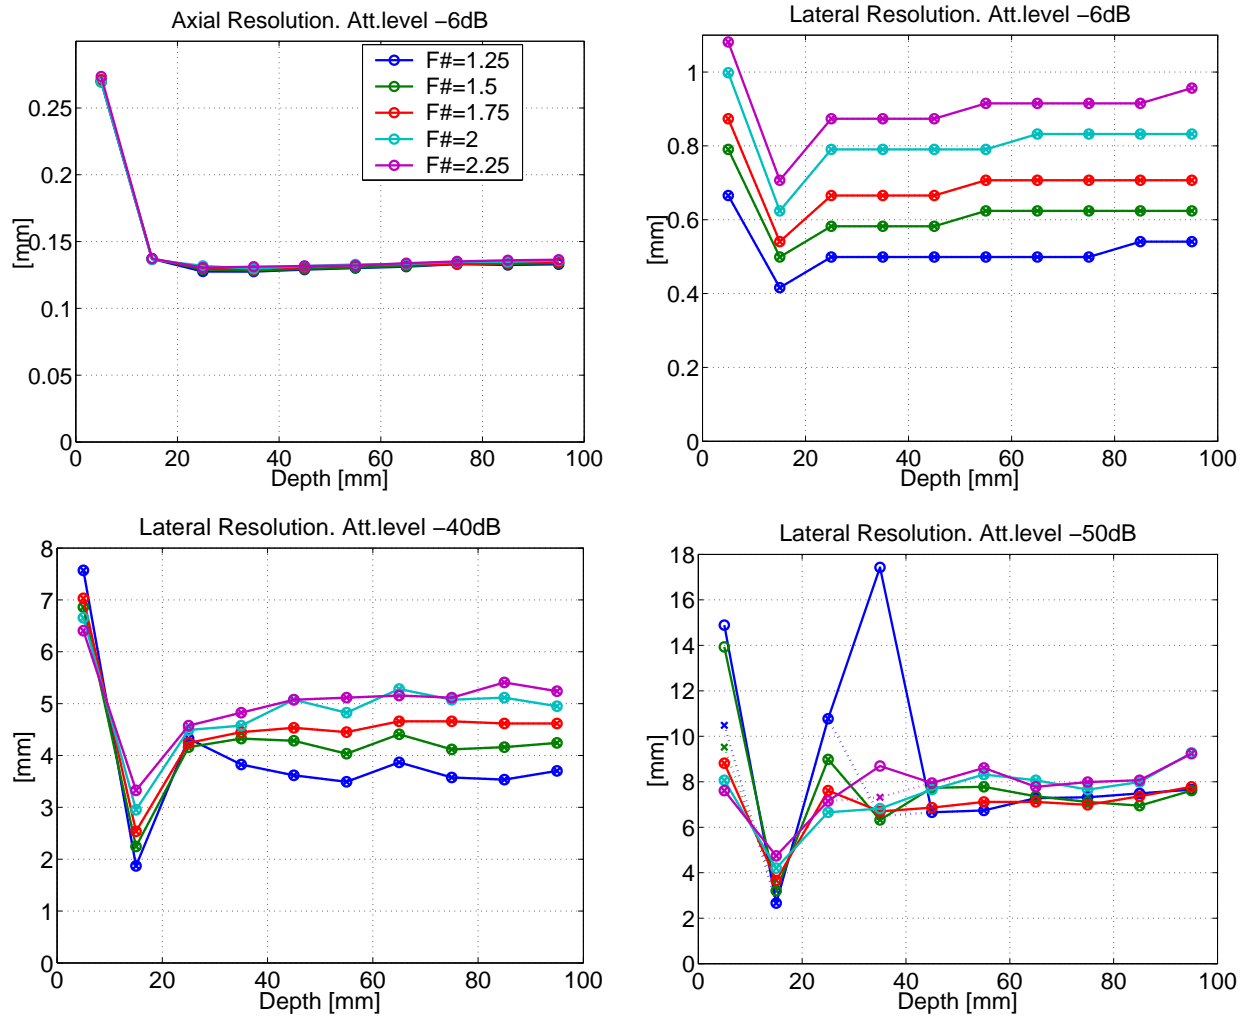 Axial Resolution. Att.level −6dB
[mm]
0.25
0.2
0.15
0.1
0.05
0
F#=1.25
F#=1.5
F#=1.75
F#=2
F#=2.25
0 20 40 60 80 100
Depth [mm]
Lateral Resolution. Att.level −6dB
[mm]
1
0.8
0.6
0.4
0.2
0
0 20 40 60 80 100
Depth [mm]
Lateral Resolution. Att.level −40dB
[mm]
8
7
6
5
4
3
2
1
0
0 20 40 60 80 100
Depth [mm]
Lateral Resolution. Att.level −50dB
[mm]
18
16
14
12
10
8
6
4
2
0
0 20 40 60 80 100
Depth [mm]